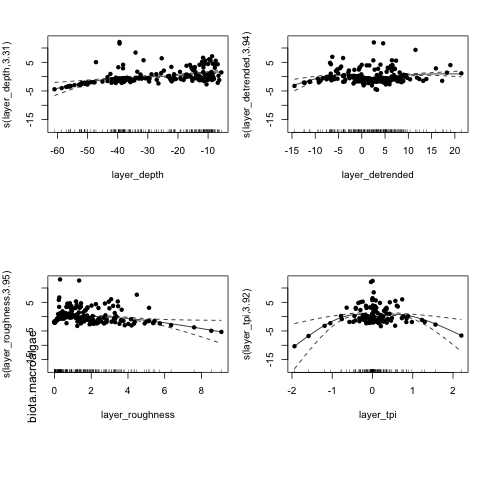 s(layer_depth,3.31)
5
-5
-15
-60 -50 -40 -30 -20 -10
layer_depth
s(layer_detrended,3.94)
5
-5
-15
-15 -10 -5 0 5 10 15 20
layer_detrended
s(layer_roughness,3.95)
biota.macroalgae
5
-5
-15
0 2 4 6 8
layer_roughness
s(layer_tpi,3.92)
5
-5
-15
-2 -1 0 1 2
layer_tpi